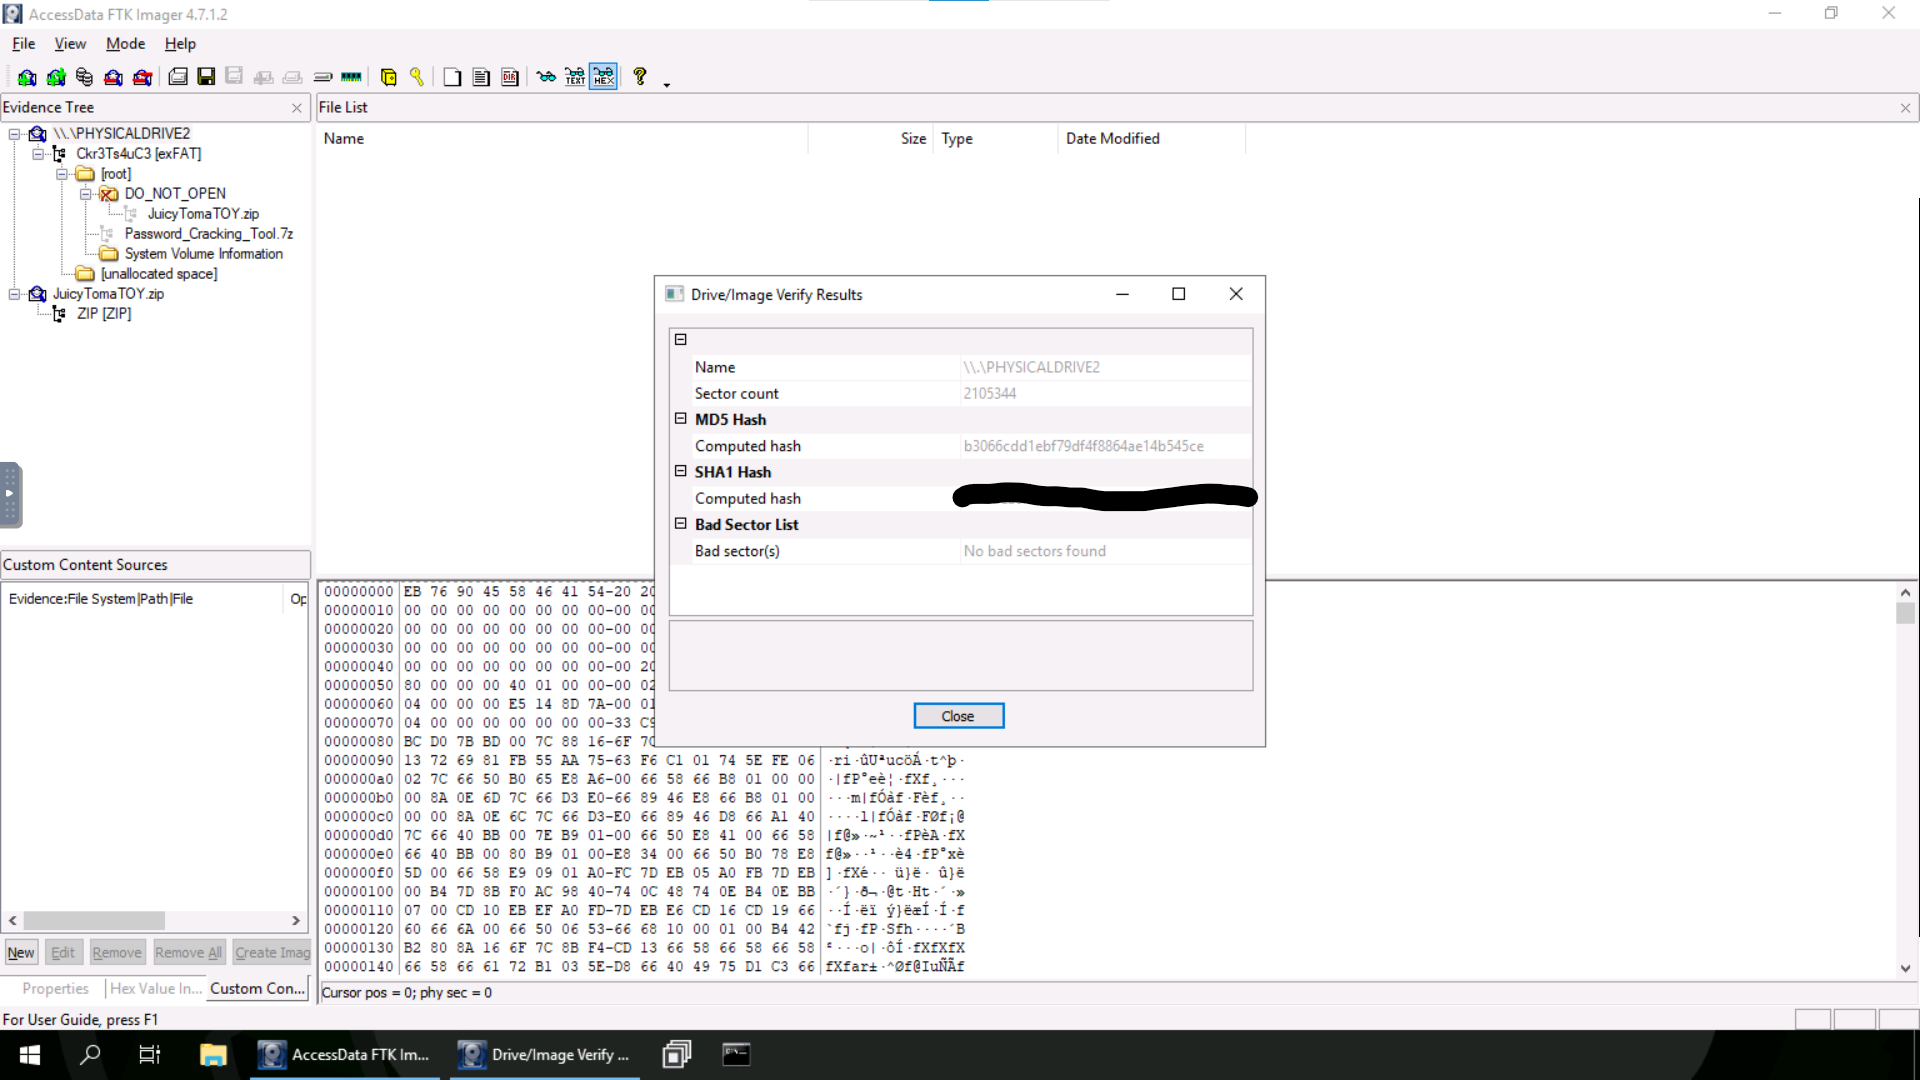 AccessData FTK Imager 4.7.1.2
File View Mode Help
Evidence Tree
File List
\\.\PHYSICALDRIVE2
Ckr3Ts4uC3 [exFAT]
[root]
DO_NOT_OPEN
JuicyTomaTOY.zip
Password_Cracking_Tool.7z
System Volume Information
[unallocated space]
JuicyTomaTOY.zip
ZIP [ZIP]
Name Size Type Date Modified
Drive/Image Verify Results
Name \\.\PHYSICALDRIVE2
Sector count 2105344
MD5 Hash
Computed hash b3066cdd1ebf79df4f8864ae14b545ce
SHA1 Hash
Computed hash
Bad Sector List
Bad sector(s) No bad sectors found
Close
Custom Content Sources
Evidence:File System|Path|File Op
New Edit Remove Remove All Create Imag
Properties Hex Value In... Custom Con...
00000000 EB 76 90 45 58 46 41 54-20 20
00000010 00 00 00 00 00 00 00-00 00
00000020 00 00 00 00 00 00 00 00-00 00
00000030 00 00 00 00 00 00 00 00-00 00
00000040 00 00 00 00 00 00 00 00-00 20
00000050 80 00 00 00 40 01 00 00-00 02
00000060 04 00 00 00 E5 14 8D 7A-00 01
00000070 04 00 00 00 00 00 00 00-33 C9
00000080 BC D0 7B BD 00 7C 88 16-6F 7C
00000090 13 72 69 81 FB 55 AA 75-63 F6 C1 01 74 5E FE 06 ·ri·ûUªucöÁ·t^þ·
000000a0 02 7C 66 50 B0 65 E8 A6-00 66 58 66 B8 01 00 00 ·|fP°eè¦·fXf¸···
000000b0 00 8A 0E 6D 7C 66 D3 E0-66 89 46 E8 66 B8 01 00 ···m|fÓàf·Fèf¸··
000000c0 00 00 8A 0E 6C 7C 66 D3-E0 66 89 46 D8 66 A1 40 ····l|fÓàf·FØf¡@
000000d0 7C 66 40 BB 00 7E B9 01-00 66 50 E8 41 00 66 58 |f@»·~¹··fPèA·fX
000000e0 66 40 BB 00 80 B9 01 00-E8 34 00 66 50 B0 78 E8 f@»··¹··è4·fP°xè
000000f0 5D 00 66 58 E9 09 01 A0-FC 7D EB 05 A0 FB 7D EB ]·fXé·· ü}ë· û}ë
00000100 00 B4 7D 8B F0 AC 98 40-74 0C 48 74 0E B4 0E BB ·´}·ð¬·@t·Ht·´·»
00000110 07 00 CD 10 EB EF A0 FD-7D EB E6 CD 16 CD 19 66 ··Í·ëï ý}ëæÍ·Í·f
00000120 60 66 6A 00 66 50 06 53-66 68 10 00 01 00 B4 42 `fj·fP·Sfh····´B
00000130 B2 80 8A 16 6F 7C 8B F4-CD 13 66 58 66 58 66 58 ²···o|·ôÍ·fXfXfX
00000140 66 58 66 61 72 B1 03 5E-D8 66 40 49 75 D1 C3 66 fXfar±·^Øf@IuÑÃf
Cursor pos = 0; phy sec = 0
For User Guide, press F1
AccessData FTK Im... Drive/Image Verify ...